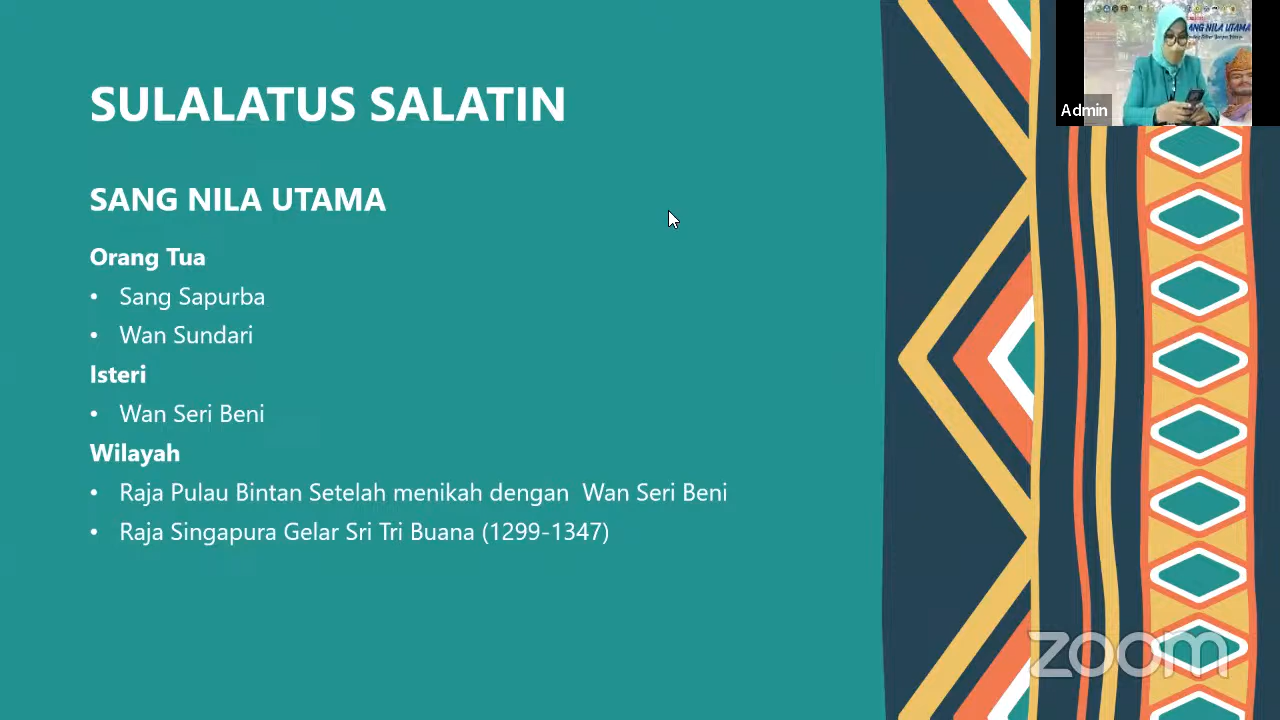 SULALATUS SALATIN
SANG NILA UTAMA
Orang Tua
• Sang Sapurba
• Wan Sundari
Isteri
• Wan Seri Beni
Wilayah
• Raja Pulau Bintan Setelah menikah dengan Wan Seri Beni
• Raja Singapura Gelar Sri Tri Buana (1299-1347)
ANG NILA UTAMA
Admin
zoom